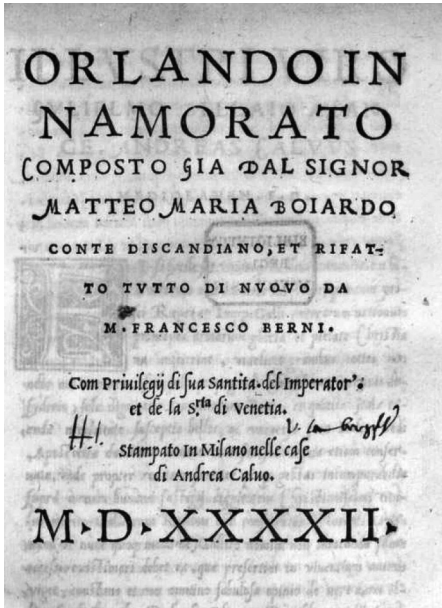 ORLANDO IN
NAMORATO
COMPOSTO GIA DAL SIGNOR
MATTEO MARIA BOIARDO
CONTE DISCANDIANO, ET RIFAT-
TO TVTTO DI NVOVO DA
M. FRANCESCO BERNI.
Com Priuilegij di sua Santita. del Imperator'.
et de la S.ria di Venetia.
Stampato In Milano nelle case
di Andrea Caluo.
M‣D‣XXXXII‣